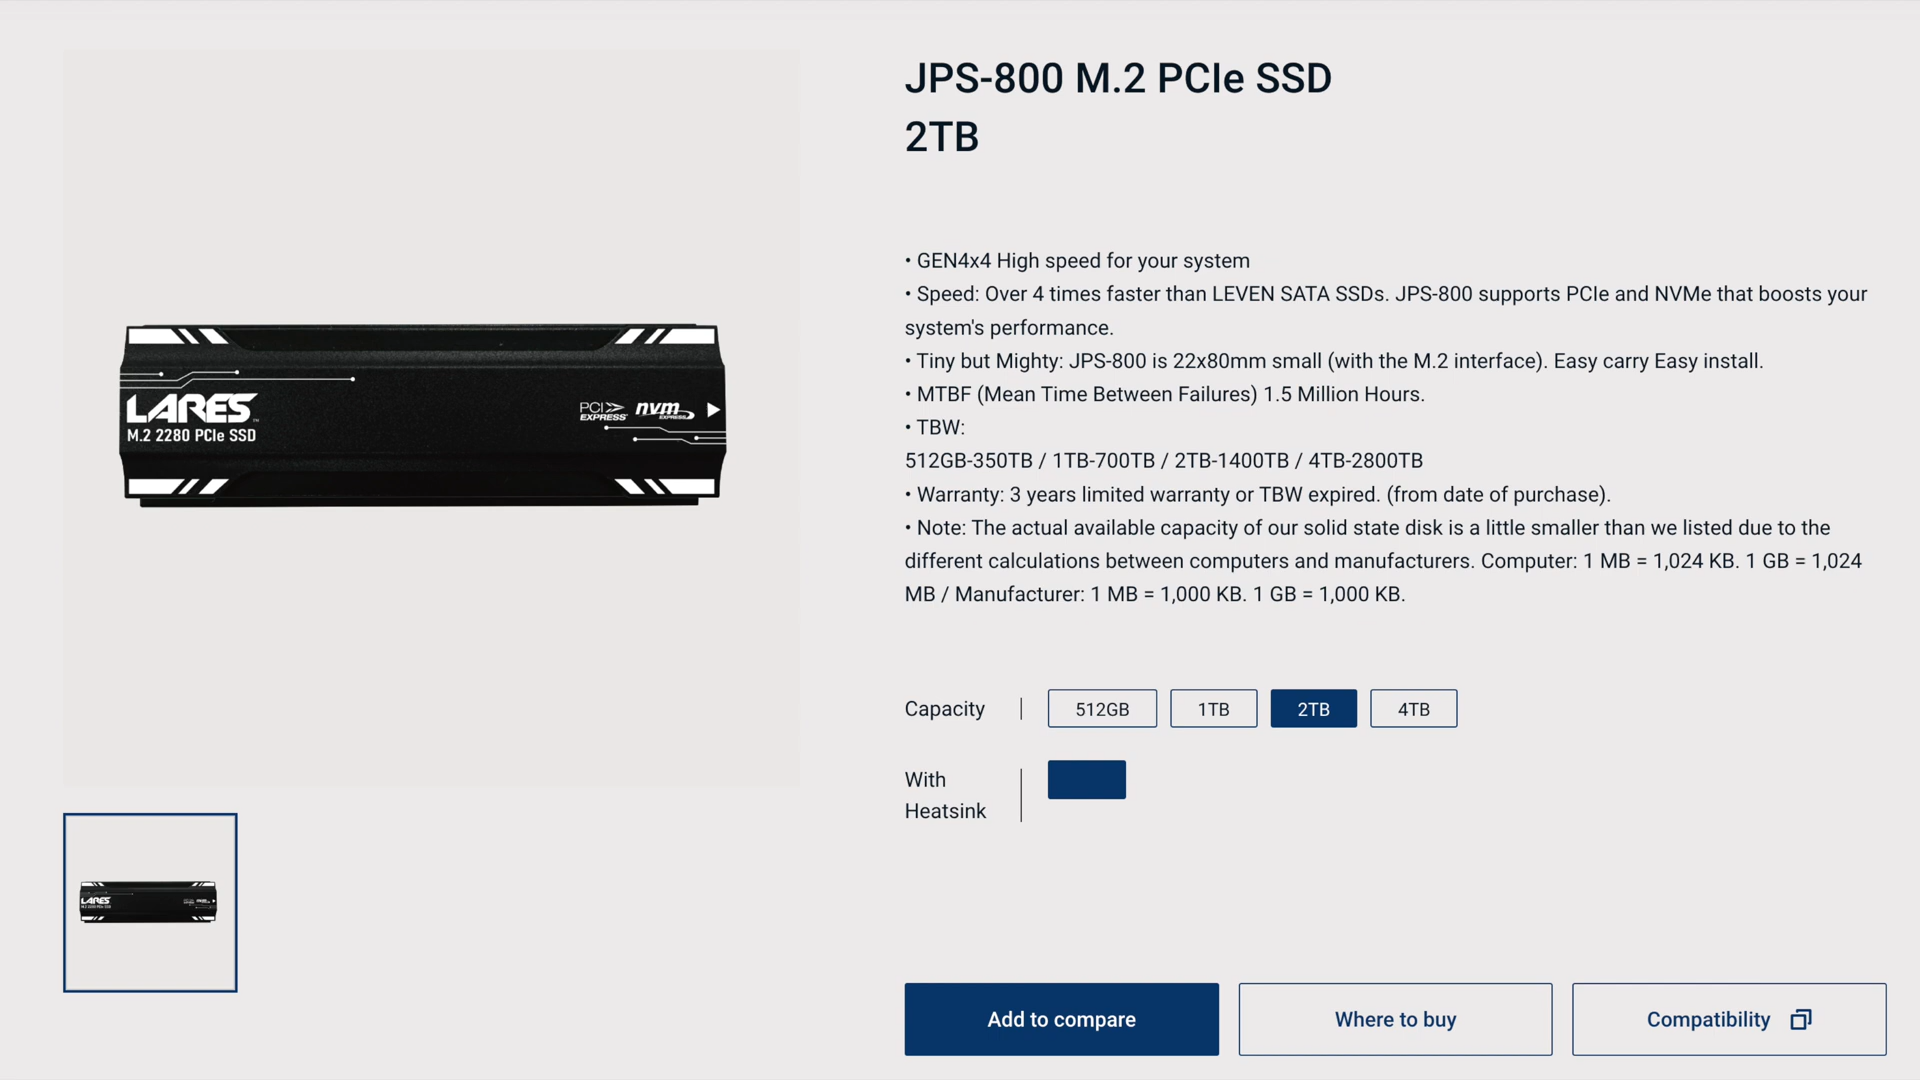 JPS-800 M.2 PCIe SSD
2TB
• GEN4x4 High speed for your system
• Speed: Over 4 times faster than LEVEN SATA SSDs. JPS-800 supports PCIe and NVMe that boosts your
system's performance.
• Tiny but Mighty: JPS-800 is 22x80mm small (with the M.2 interface). Easy carry Easy install.
• MTBF (Mean Time Between Failures) 1.5 Million Hours.
• TBW:
512GB-350TB / 1TB-700TB / 2TB-1400TB / 4TB-2800TB
• Warranty: 3 years limited warranty or TBW expired. (from date of purchase).
• Note: The actual available capacity of our solid state disk is a little smaller than we listed due to the
different calculations between computers and manufacturers. Computer: 1 MB = 1,024 KB. 1 GB = 1,024
MB / Manufacturer: 1 MB = 1,000 KB. 1 GB = 1,000 KB.
LARES™
M.2 2280 PCIe SSD
PCI EXPRESS nvm EXPRESS
Capacity 512GB 1TB 2TB 4TB
With
Heatsink
LARES
Add to compare Where to buy Compatibility